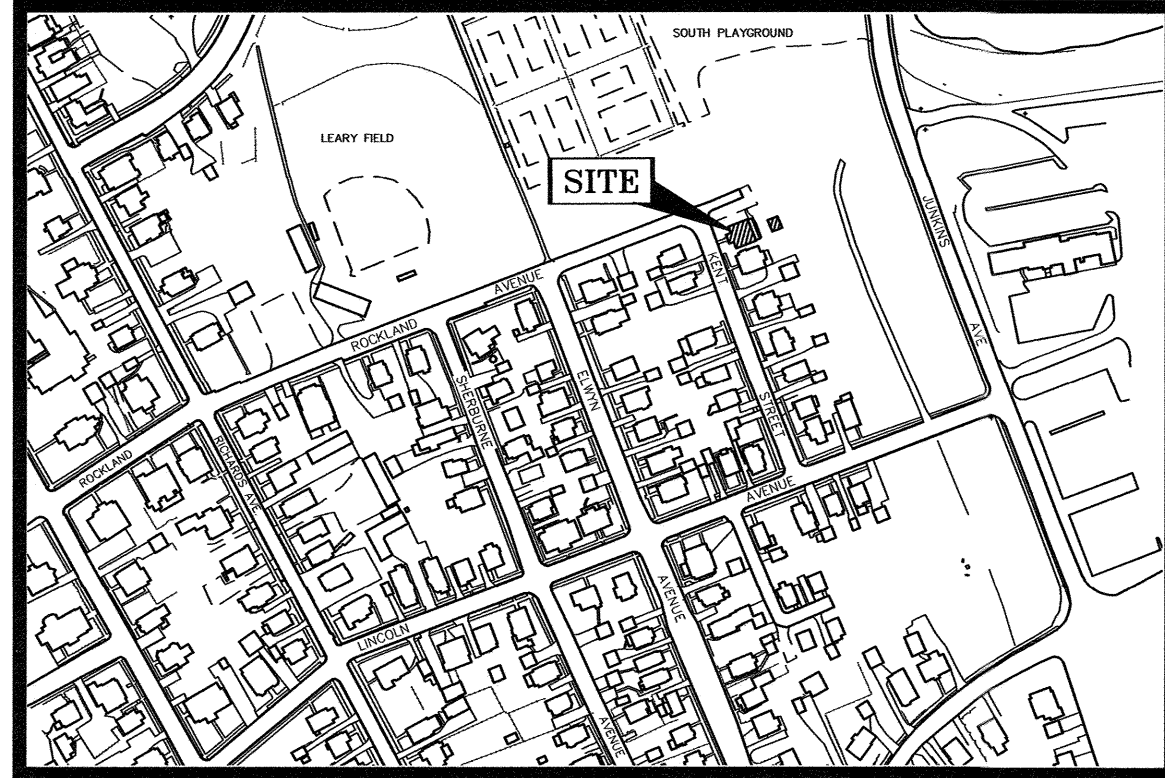 SOUTH PLAYGROUND
LEARY FIELD
SITE
JUNKINS
AVE
KENT
STREET
ROCKLAND
AVENUE
SHERBURNE
ELWYN
AVENUE
ROCKLAND
RICHARDS AVE
LINCOLN
AVENUE
AVENUE